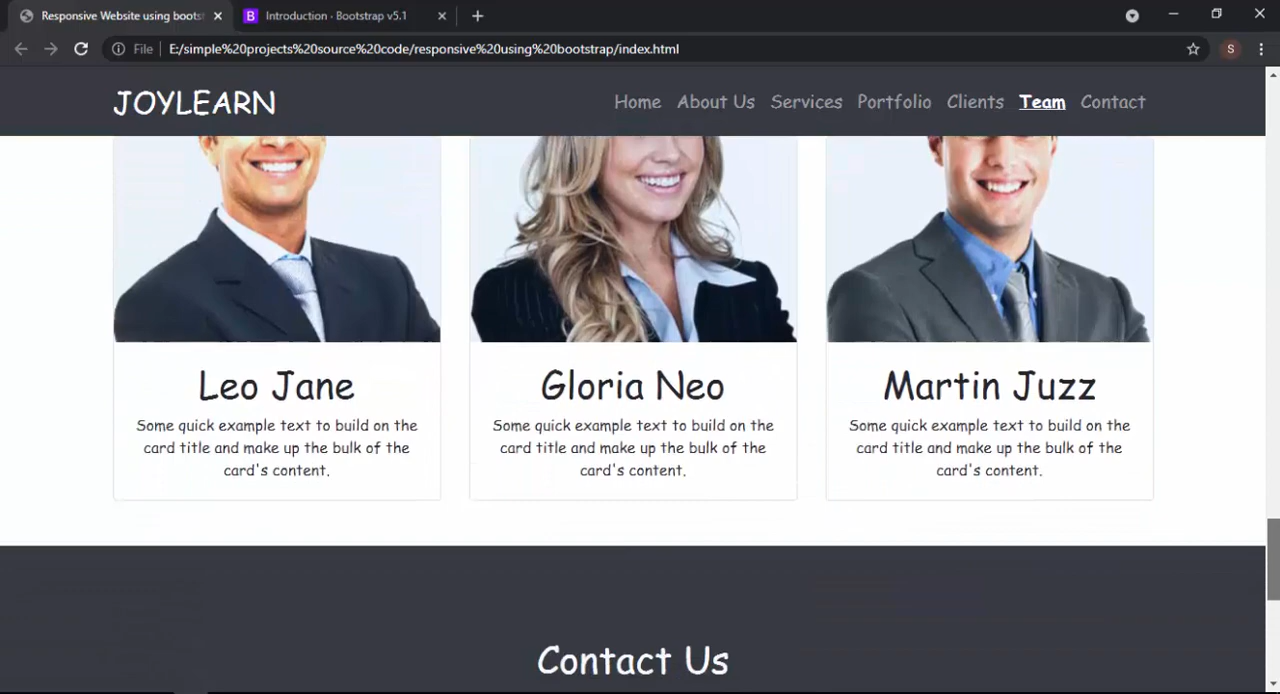 Responsive Website using boots
Introduction · Bootstrap v5.1
File
E:/simple%20projects%20source%20code/responsive%20using%20bootstrap/index.html
S
JOYLEARN
Home About Us Services Portfolio Clients Team Contact
Leo Jane
Some quick example text to build on the
card title and make up the bulk of the
card's content.
Gloria Neo
Some quick example text to build on the
card title and make up the bulk of the
card's content.
Martin Juzz
Some quick example text to build on the
card title and make up the bulk of the
card's content.
Contact Us